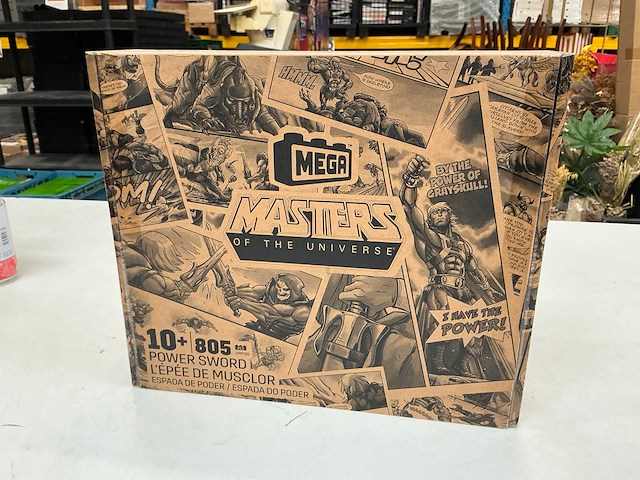 MEGA
MASTERS
OF THE UNIVERSE
BY THE
POWER OF
GRAYSKULL!
I HAVE THE
POWER!
10+ 805
POWER SWORD
L'ÉPÉE DE MUSCLOR
ESPADA DE PODER / ESPADA DO PODER